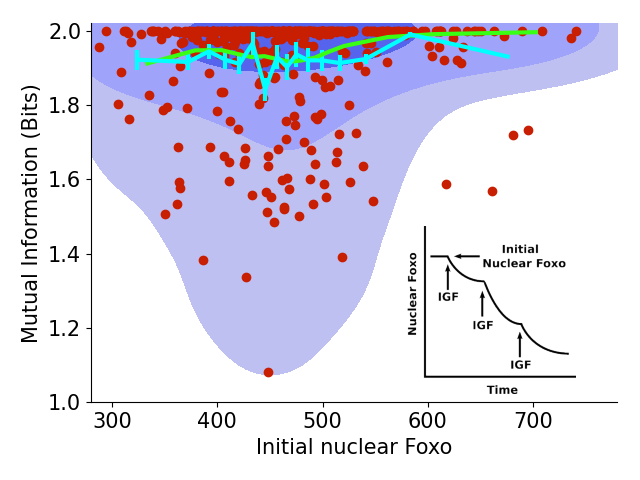 2.0
1.8
1.6
1.4
1.2
1.0
Mutual Information (Bits)
300 400 500 600 700
Initial nuclear Foxo
Initial
Nuclear Foxo
Nuclear Foxo
IGF
IGF
IGF
Time